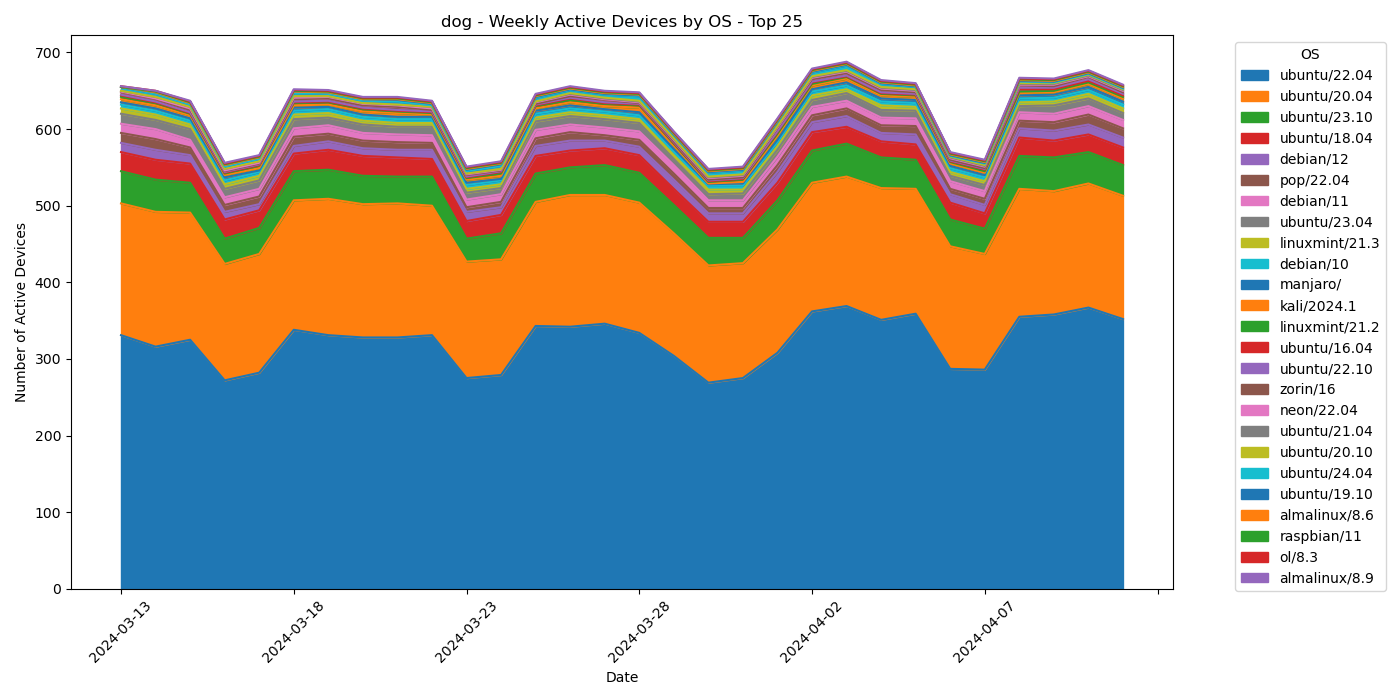 dog - Weekly Active Devices by OS - Top 25
Number of Active Devices
700
600
500
400
300
200
100
0
2024-03-13
2024-03-18
2024-03-23
2024-03-28
2024-04-02
2024-04-07
Date
OS
ubuntu/22.04
ubuntu/20.04
ubuntu/23.10
ubuntu/18.04
debian/12
pop/22.04
debian/11
ubuntu/23.04
linuxmint/21.3
debian/10
manjaro/
kali/2024.1
linuxmint/21.2
ubuntu/16.04
ubuntu/22.10
zorin/16
neon/22.04
ubuntu/21.04
ubuntu/20.10
ubuntu/24.04
ubuntu/19.10
almalinux/8.6
raspbian/11
ol/8.3
almalinux/8.9